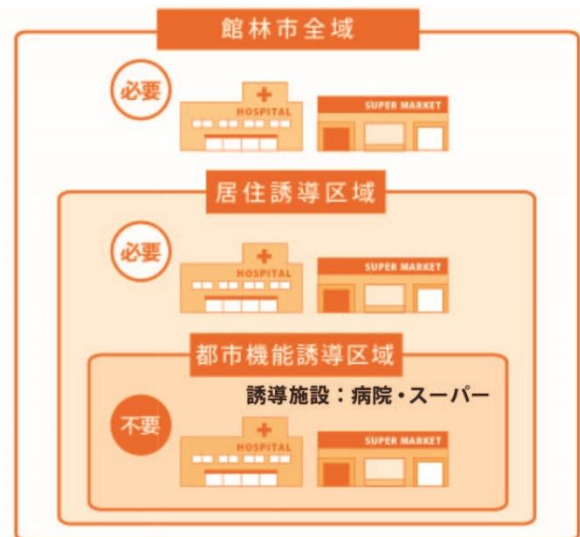 館林市全域
必要
HOSPITAL
SUPER MARKET
居住誘導区域
必要
HOSPITAL
SUPER MARKET
都市機能誘導区域
誘導施設：病院・スーパー
不要
HOSPITAL
SUPER MARKET